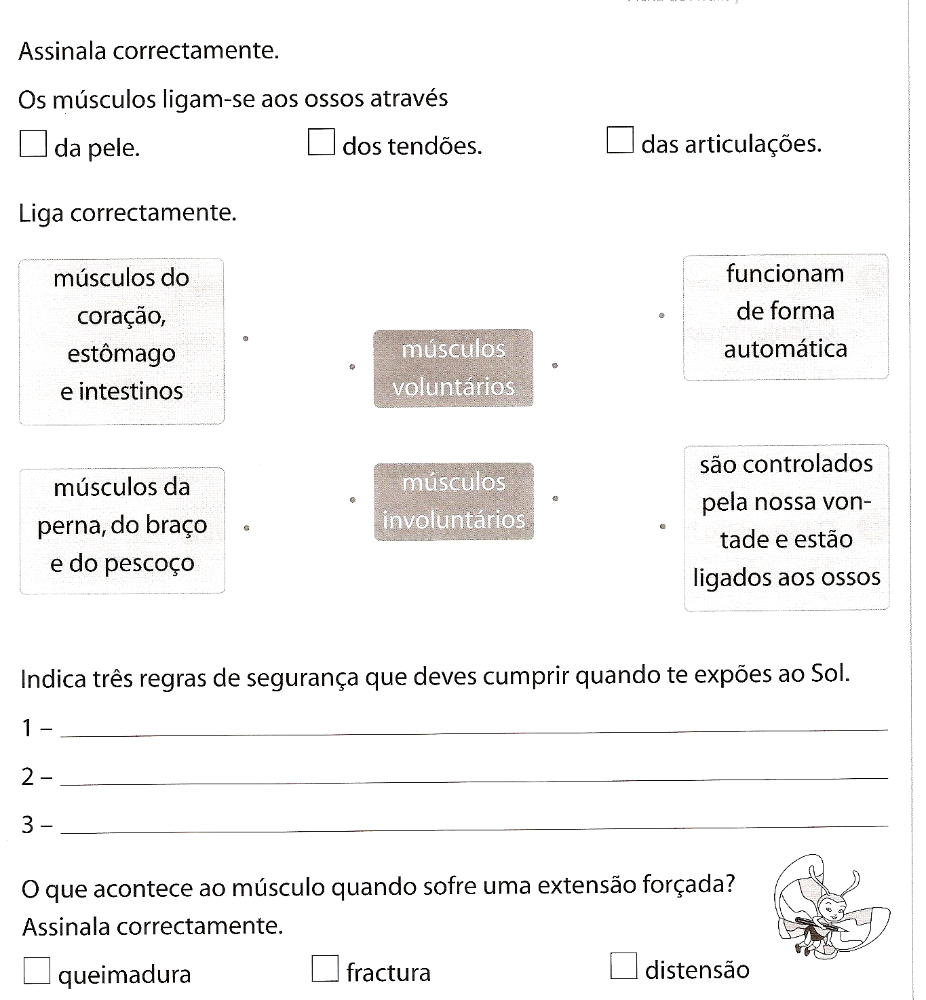 Assinala correctamente.
Os músculos ligam-se aos ossos através
da pele.
dos tendões.
das articulações.
Liga correctamente.
músculos do
coração,
estômago
e intestinos
músculos
voluntários
funcionam
de forma
automática
músculos da
perna, do braço
e do pescoço
músculos
involuntários
são controlados
pela nossa von-
tade e estão
ligados aos ossos
Indica três regras de segurança que deves cumprir quando te expões ao Sol.
1 –
2 –
3 –
O que acontece ao músculo quando sofre uma extensão forçada?
Assinala correctamente.
queimadura
fractura
distensão